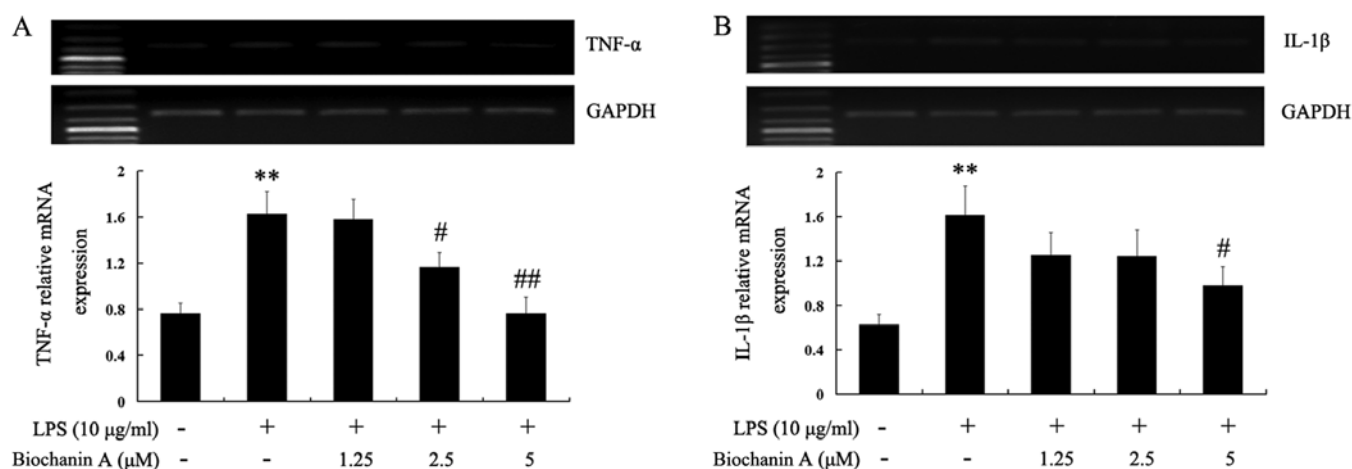 A
TNF-α
GAPDH
TNF-α relative mRNA
expression
2
1.6
1.2
0.8
0.4
0
**
#
##
LPS (10 μg/ml) - + + + +
Biochanin A (μM) - - 1.25 2.5 5
B
IL-1β
GAPDH
IL-1β relative mRNA
expression
2
1.6
1.2
0.8
0.4
0
**
#
LPS (10 μg/ml) - + + + +
Biochanin A (μM) - - 1.25 2.5 5